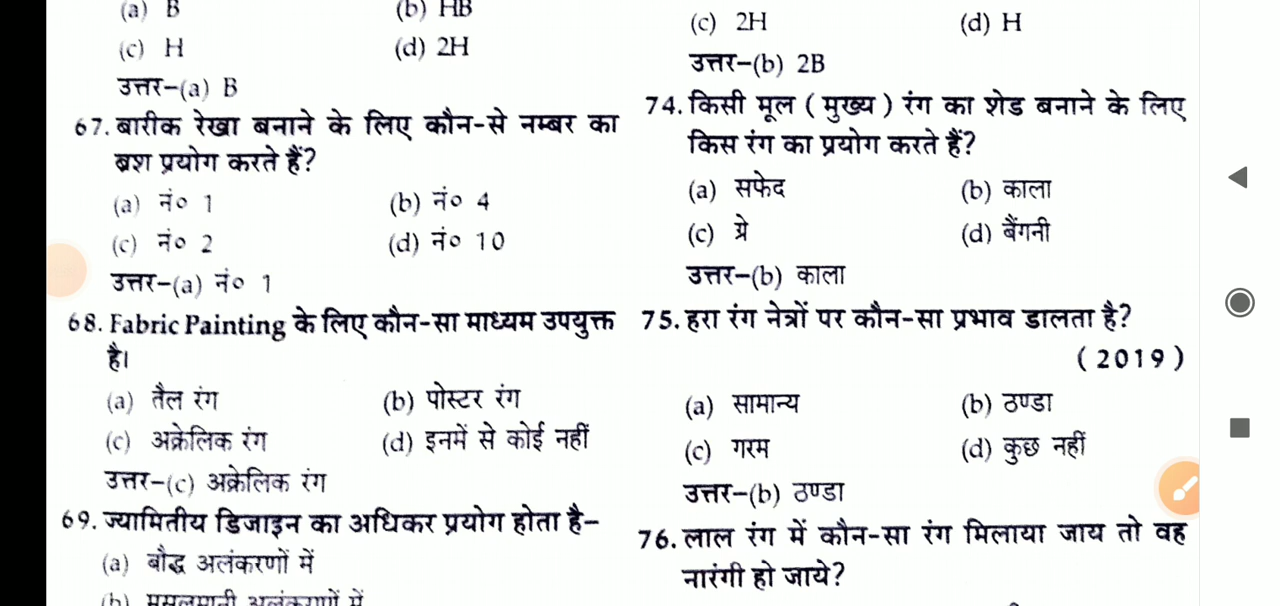 (a) B (b) HB
(c) H (d) 2H
उत्तर–(a) B
67. बारीक रेखा बनाने के लिए कौन-से नम्बर का
ब्रश प्रयोग करते हैं?
(a) नं० 1 (b) नं० 4
(c) नं० 2 (d) नं० 10
उत्तर–(a) नं० 1
68. Fabric Painting के लिए कौन-सा माध्यम उपयुक्त
है।
(a) तैल रंग (b) पोस्टर रंग
(c) अक्रेलिक रंग (d) इनमें से कोई नहीं
उत्तर–(c) अक्रेलिक रंग
69. ज्यामितीय डिजाइन का अधिकर प्रयोग होता है–
(a) बौद्ध अलंकरणों में
(b) मुसलमानी अलंकरणों में
(c) 2H (d) H
उत्तर–(b) 2B
74. किसी मूल ( मुख्य ) रंग का शेड बनाने के लिए
किस रंग का प्रयोग करते हैं?
(a) सफेद (b) काला
(c) ग्रे (d) बैंगनी
उत्तर–(b) काला
75. हरा रंग नेत्रों पर कौन-सा प्रभाव डालता है?
( 2019 )
(a) सामान्य (b) ठण्डा
(c) गरम (d) कुछ नहीं
उत्तर–(b) ठण्डा
76. लाल रंग में कौन-सा रंग मिलाया जाय तो वह
नारंगी हो जाये?